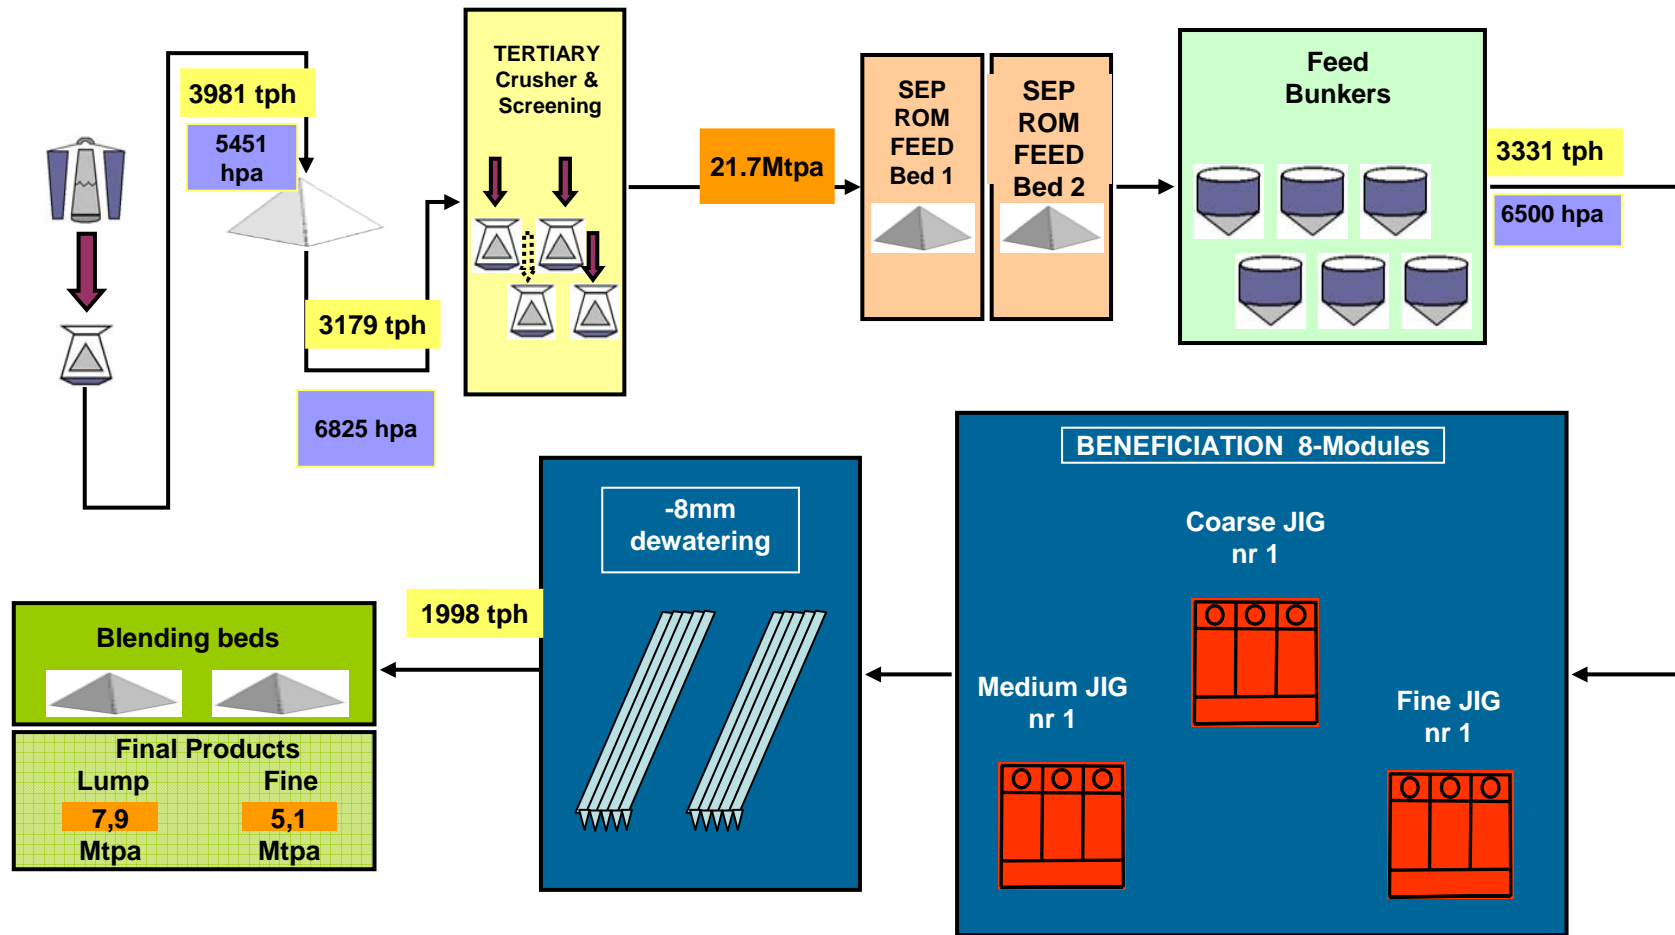 3981 tph
5451
hpa
3179 tph
6825 hpa
TERTIARY
Crusher &
Screening
21.7Mtpa
SEP
ROM
FEED
Bed 1
SEP
ROM
FEED
Bed 2
Feed
Bunkers
3331 tph
6500 hpa
BENEFICIATION 8-Modules
Coarse JIG
nr 1
Medium JIG
nr 1
Fine JIG
nr 1
-8mm
dewatering
1998 tph
Blending beds
Final Products
Lump
Fine
7,9
5,1
Mtpa
Mtpa